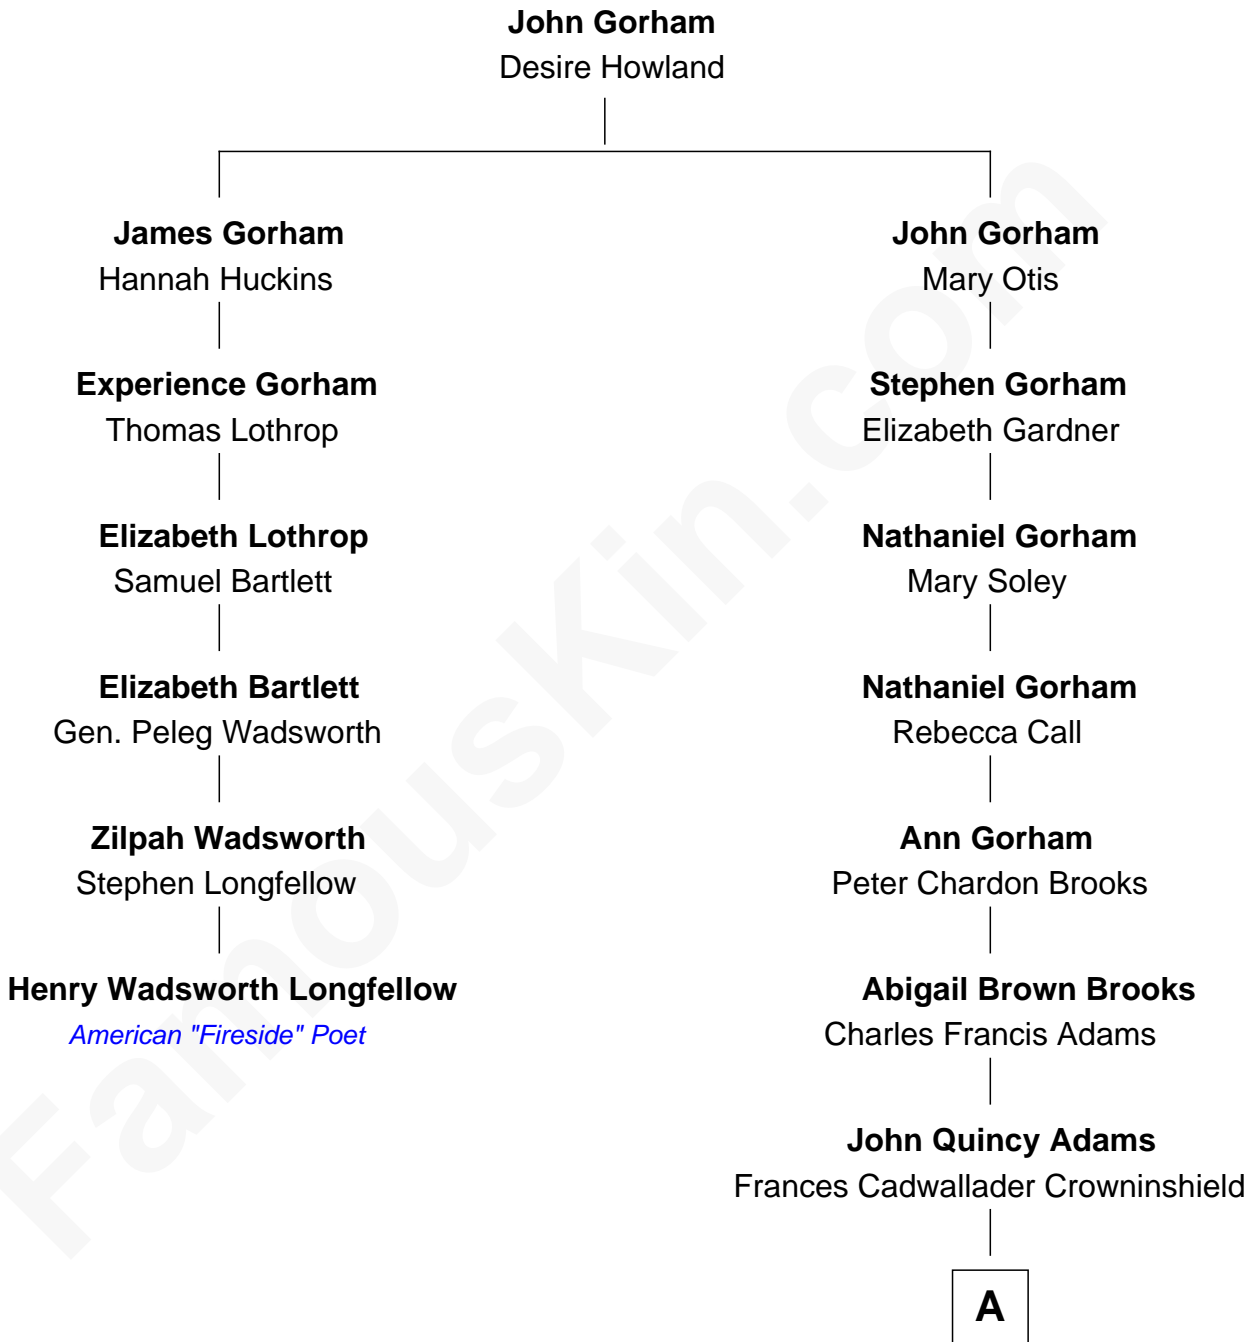 John Gorham
Desire Howland
James Gorham
Hannah Huckins
John Gorham
Mary Otis
Experience Gorham
Thomas Lothrop
Stephen Gorham
Elizabeth Gardner
Elizabeth Lothrop
Samuel Bartlett
Nathaniel Gorham
Mary Soley
Elizabeth Bartlett
Gen. Peleg Wadsworth
Nathaniel Gorham
Rebecca Call
Zilpah Wadsworth
Stephen Longfellow
Ann Gorham
Peter Chardon Brooks
Henry Wadsworth Longfellow
American "Fireside" Poet
Abigail Brown Brooks
Charles Francis Adams
John Quincy Adams
Frances Cadwallader Crowninshield
A
FamousKin.com